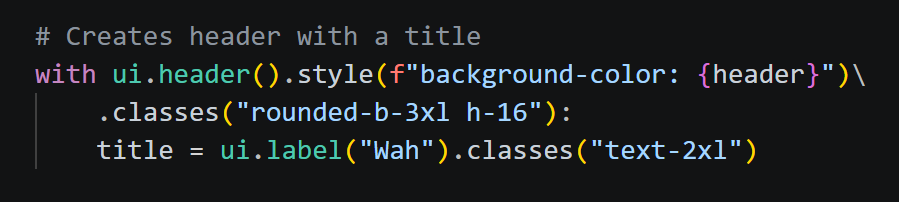 # Creates header with a title
with ui.header().style(f"background-color: {header}")\
    .classes("rounded-b-3xl h-16"):
    title = ui.label("Wah").classes("text-2xl")